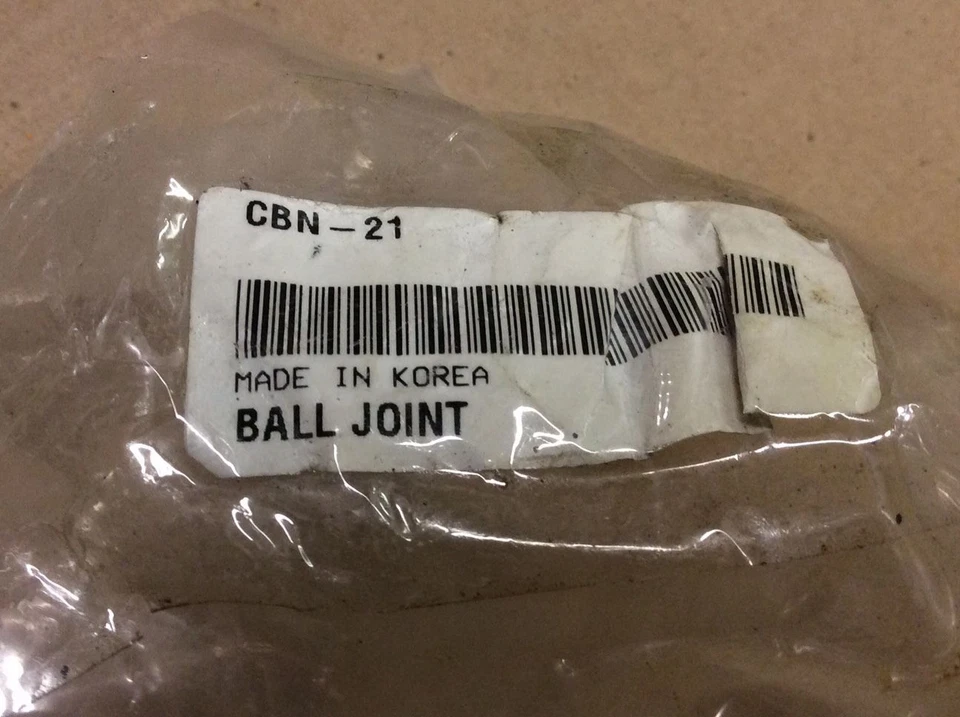 CBN – 21
MADE IN KOREA
BALL JOINT